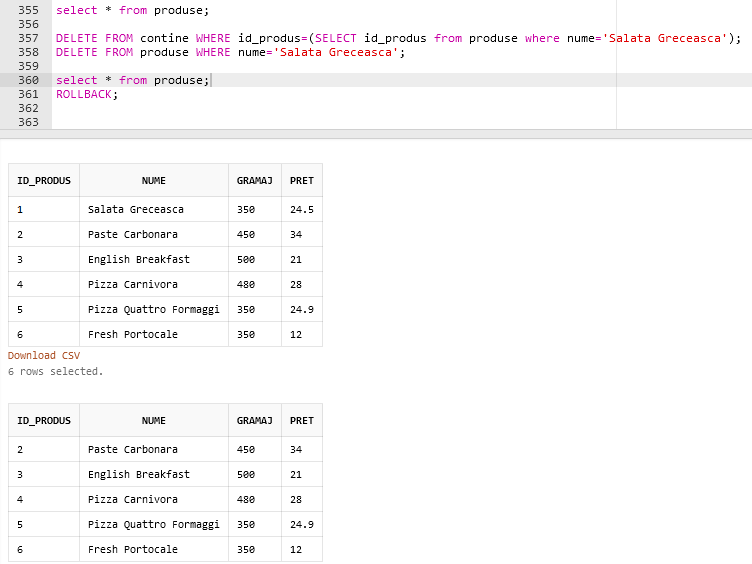 355 select * from produse;
356
357 DELETE FROM contine WHERE id_produs=(SELECT id_produs from produse where nume='Salata Greceasca');
358 DELETE FROM produse WHERE nume='Salata Greceasca';
359
360 select * from produse;
361 ROLLBACK;
362
363
ID_PRODUS NUME GRAMAJ PRET
1 Salata Greceasca 350 24.5
2 Paste Carbonara 450 34
3 English Breakfast 500 21
4 Pizza Carnivora 480 28
5 Pizza Quattro Formaggi 350 24.9
6 Fresh Portocale 350 12
Download CSV
6 rows selected.
ID_PRODUS NUME GRAMAJ PRET
2 Paste Carbonara 450 34
3 English Breakfast 500 21
4 Pizza Carnivora 480 28
5 Pizza Quattro Formaggi 350 24.9
6 Fresh Portocale 350 12